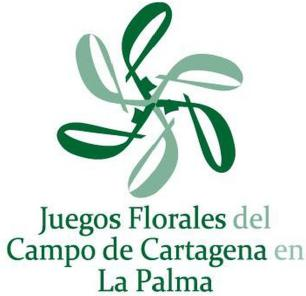 Juegos Florales del
Campo de Cartagena en
La Palma